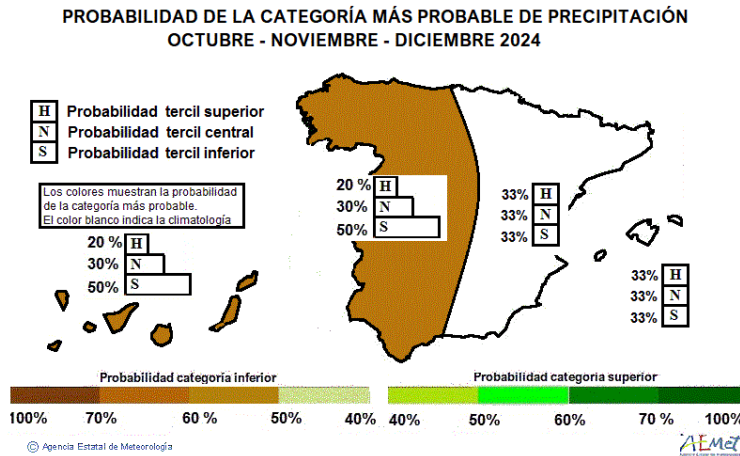 PROBABILIDAD DE LA CATEGORÍA MÁS PROBABLE DE PRECIPITACIÓN
OCTUBRE - NOVIEMBRE - DICIEMBRE 2024
H Probabilidad tercil superior
N Probabilidad tercil central
S Probabilidad tercil inferior
Los colores muestran la probabilidad
de la categoría más probable.
El color blanco indica la climatología
20 % H
30% N
50% S
20 % H
30% N
50% S
33% H
33% N
33% S
33% H
33% N
33% S
Probabilidad categoría inferior
Probabilidad categoria superior
100% 70% 60 % 50% 40%
40% 50% 60% 70 % 100%
© Agencia Estatal de Meteorología
AEMet